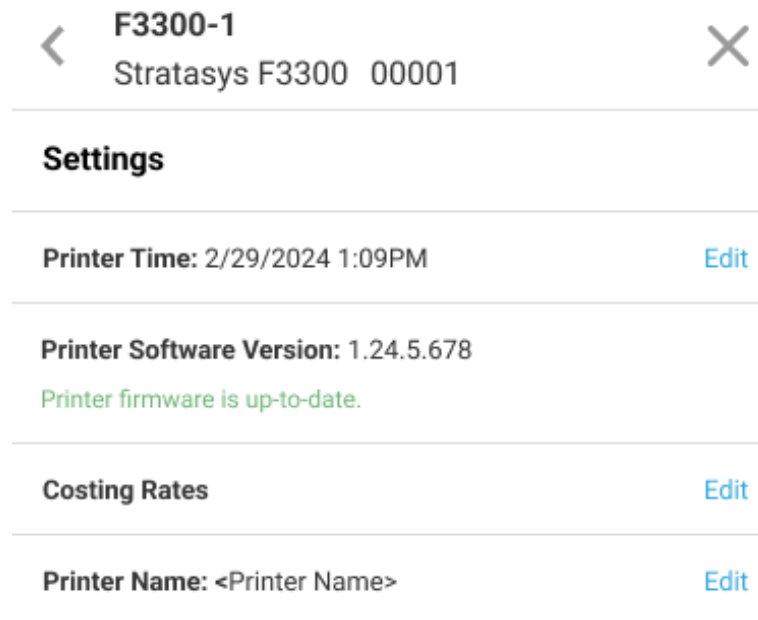 F3300-1
Stratasys F3300 00001
Settings
Printer Time: 2/29/2024 1:09PM Edit
Printer Software Version: 1.24.5.678
Printer firmware is up-to-date.
Costing Rates Edit
Printer Name: <Printer Name> Edit